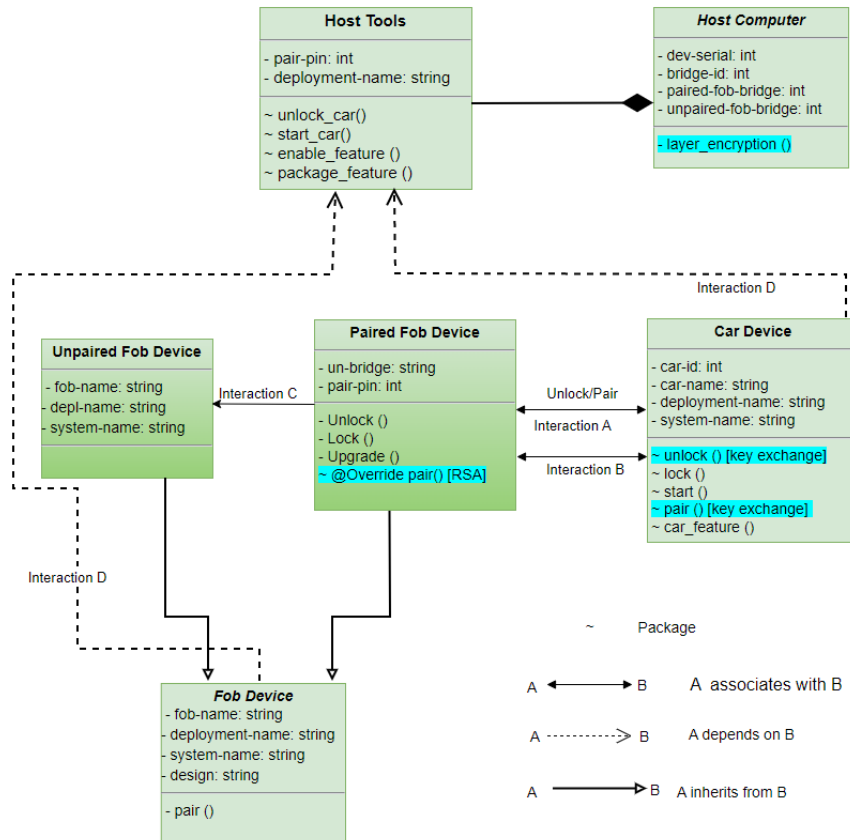 Host Tools
- pair-pin: int
- deployment-name: string
~ unlock_car()
~ start_car()
~ enable_feature ()
~ package_feature ()
Host Computer
- dev-serial: int
- bridge-id: int
- paired-fob-bridge: int
- unpaired-fob-bridge: int
- layer_encryption ()
Interaction D
Unpaired Fob Device
- fob-name: string
- depl-name: string
- system-name: string
Interaction C
Paired Fob Device
- un-bridge: string
- pair-pin: int
- Unlock ()
- Lock ()
- Upgrade ()
~ @Override pair() [RSA]
Unlock/Pair
Interaction A
Interaction B
Car Device
- car-id: int
- car-name: string
- deployment-name: string
- system-name: string
~ unlock () [key exchange]
~ lock ()
~ start ()
~ pair () [key exchange]
~ car_feature ()
Interaction D
Fob Device
- fob-name: string
- deployment-name: string
- system-name: string
- design: string
- pair ()
~ Package
A B A associates with B
A B A depends on B
A B A inherits from B